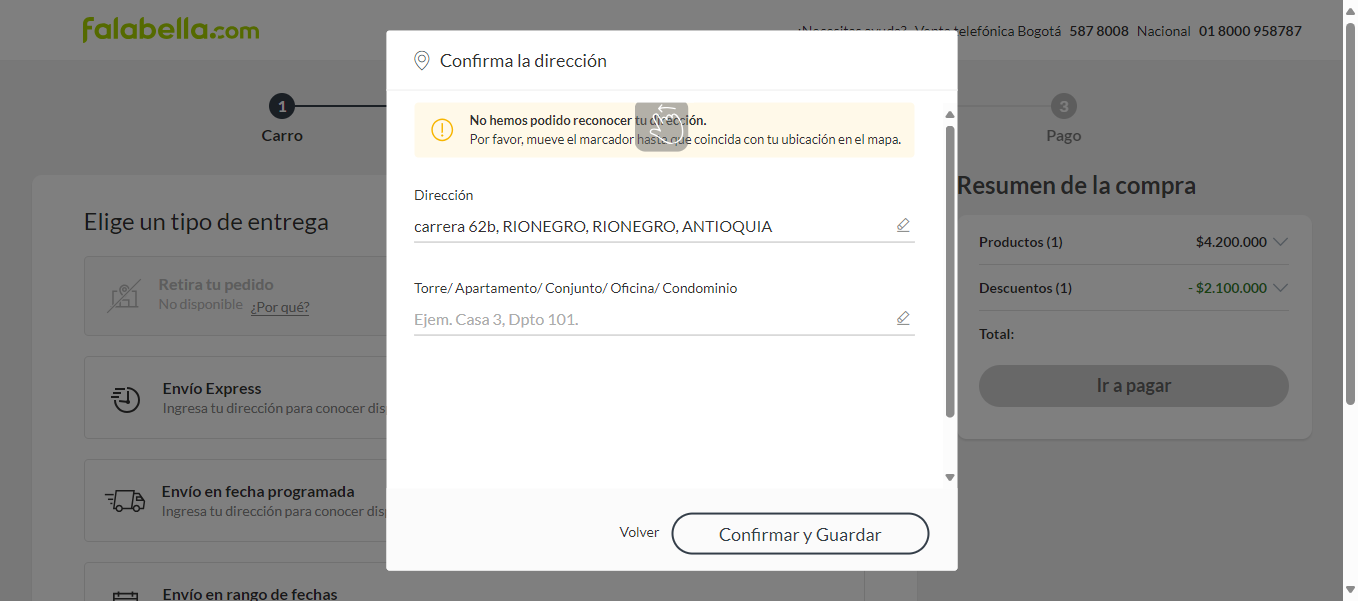 falabella.com
¿Necesitas ayuda? Venta telefónica Bogotá 587 8008 Nacional 01 8000 958787
Confirma la dirección
1
3
Carro
Pago
No hemos podido reconocer tu dirección.
Por favor, mueve el marcador hasta que coincida con tu ubicación en el mapa.
Dirección
carrera 62b, RIONEGRO, RIONEGRO, ANTIOQUIA
Torre/ Apartamento/ Conjunto/ Oficina/ Condominio
Ejem. Casa 3, Dpto 101.
Volver
Confirmar y Guardar
Elige un tipo de entrega
Retira tu pedido
No disponible ¿Por qué?
Envío Express
Ingresa tu dirección para conocer dis
Envío en fecha programada
Ingresa tu dirección para conocer dis
Envío en rango de fechas
Resumen de la compra
Productos (1) $4.200.000
Descuentos (1) - $2.100.000
Total:
Ir a pagar